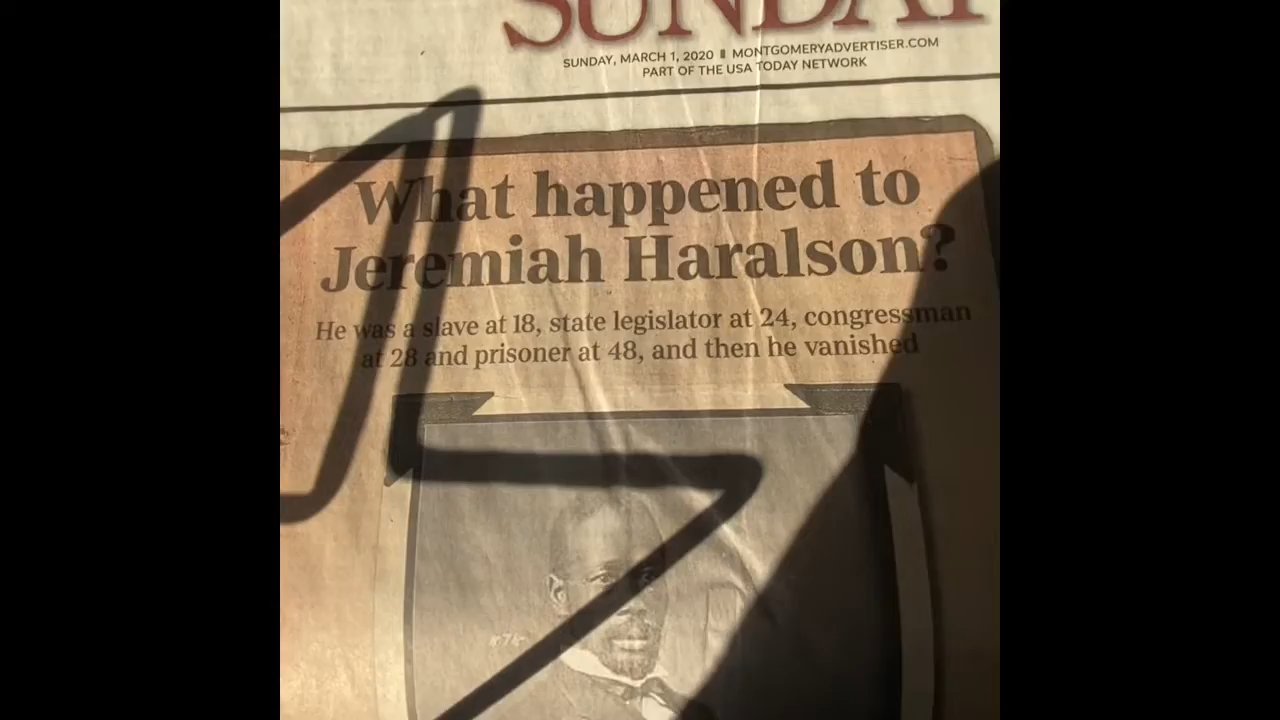 SUNDAY
SUNDAY, MARCH 1, 2020 ▮ MONTGOMERYADVERTISER.COM
PART OF THE USA TODAY NETWORK
What happened to
Jeremiah Haralson?
He was a slave at 18, state legislator at 24, congressman
at 28 and prisoner at 48, and then he vanished